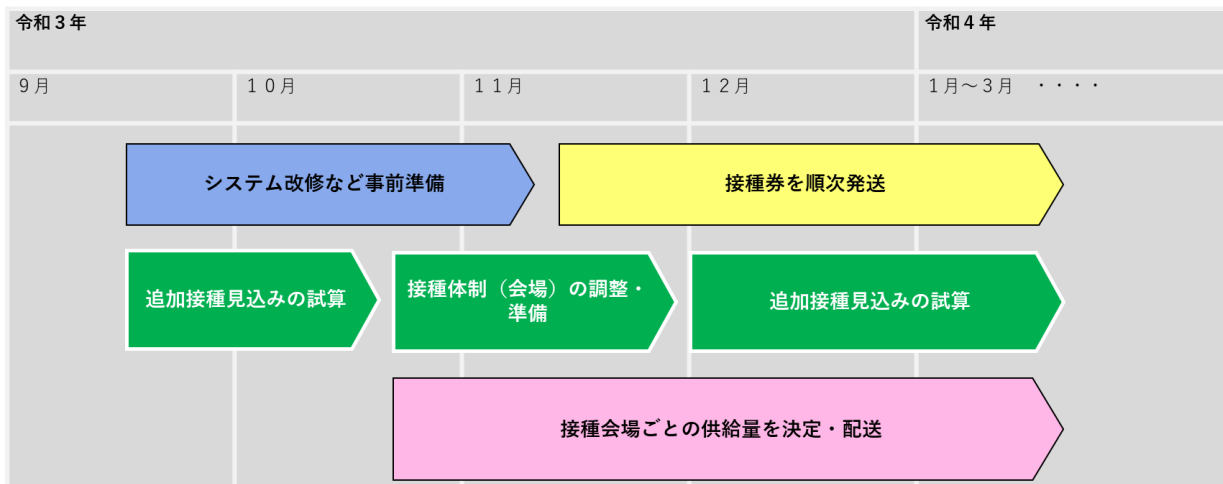 令和３年
令和４年
９月
１０月
１１月
１２月
１月～３月　・・・・
システム改修など事前準備
接種券を順次発送
追加接種見込みの試算
接種体制（会場）の調整・
準備
追加接種見込みの試算
接種会場ごとの供給量を決定・配送